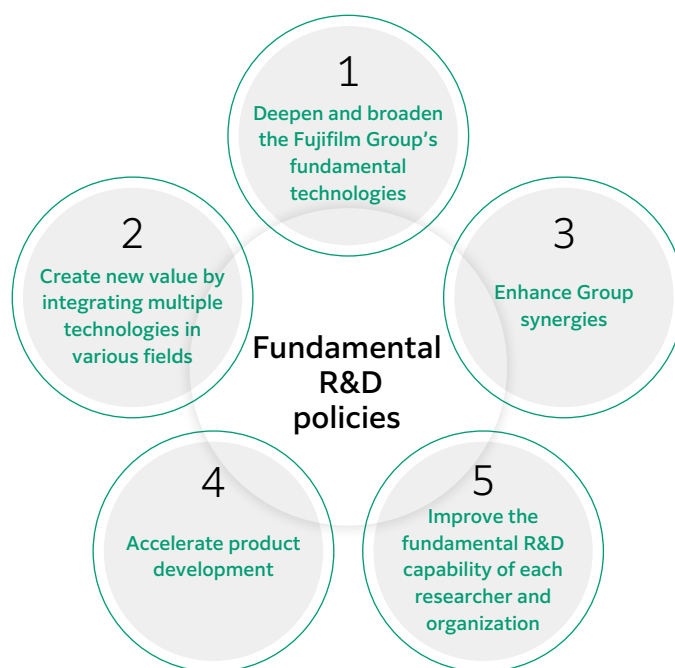 1
Deepen and broaden
the Fujifilm Group’s
fundamental
technologies
2
Create new value by
integrating multiple
technologies in
various fields
3
Enhance Group
synergies
Fundamental
R&D
policies
4
Accelerate product
development
5
Improve the
fundamental R&D
capability of each
researcher and
organization